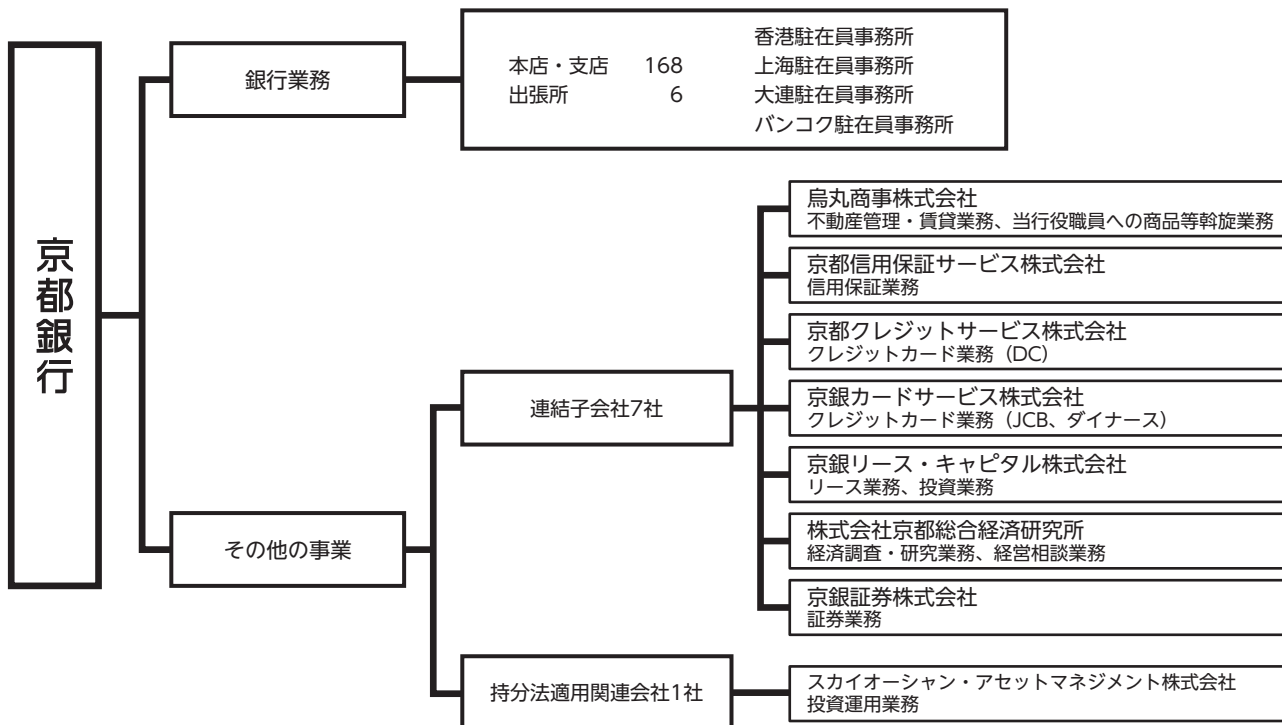 京都銀行
銀行業務
本店・支店 168
出張所 6
香港駐在員事務所
上海駐在員事務所
大連駐在員事務所
バンコク駐在員事務所
その他の事業
連結子会社7社
烏丸商事株式会社
不動産管理・賃貸業務、当行役職員への商品等斡旋業務
京都信用保証サービス株式会社
信用保証業務
京都クレジットサービス株式会社
クレジットカード業務（DC）
京銀カードサービス株式会社
クレジットカード業務（JCB、ダイナース）
京銀リース・キャピタル株式会社
リース業務、投資業務
株式会社京都総合経済研究所
経済調査・研究業務、経営相談業務
京銀証券株式会社
証券業務
持分法適用関連会社1社
スカイオーシャン・アセットマネジメント株式会社
投資運用業務